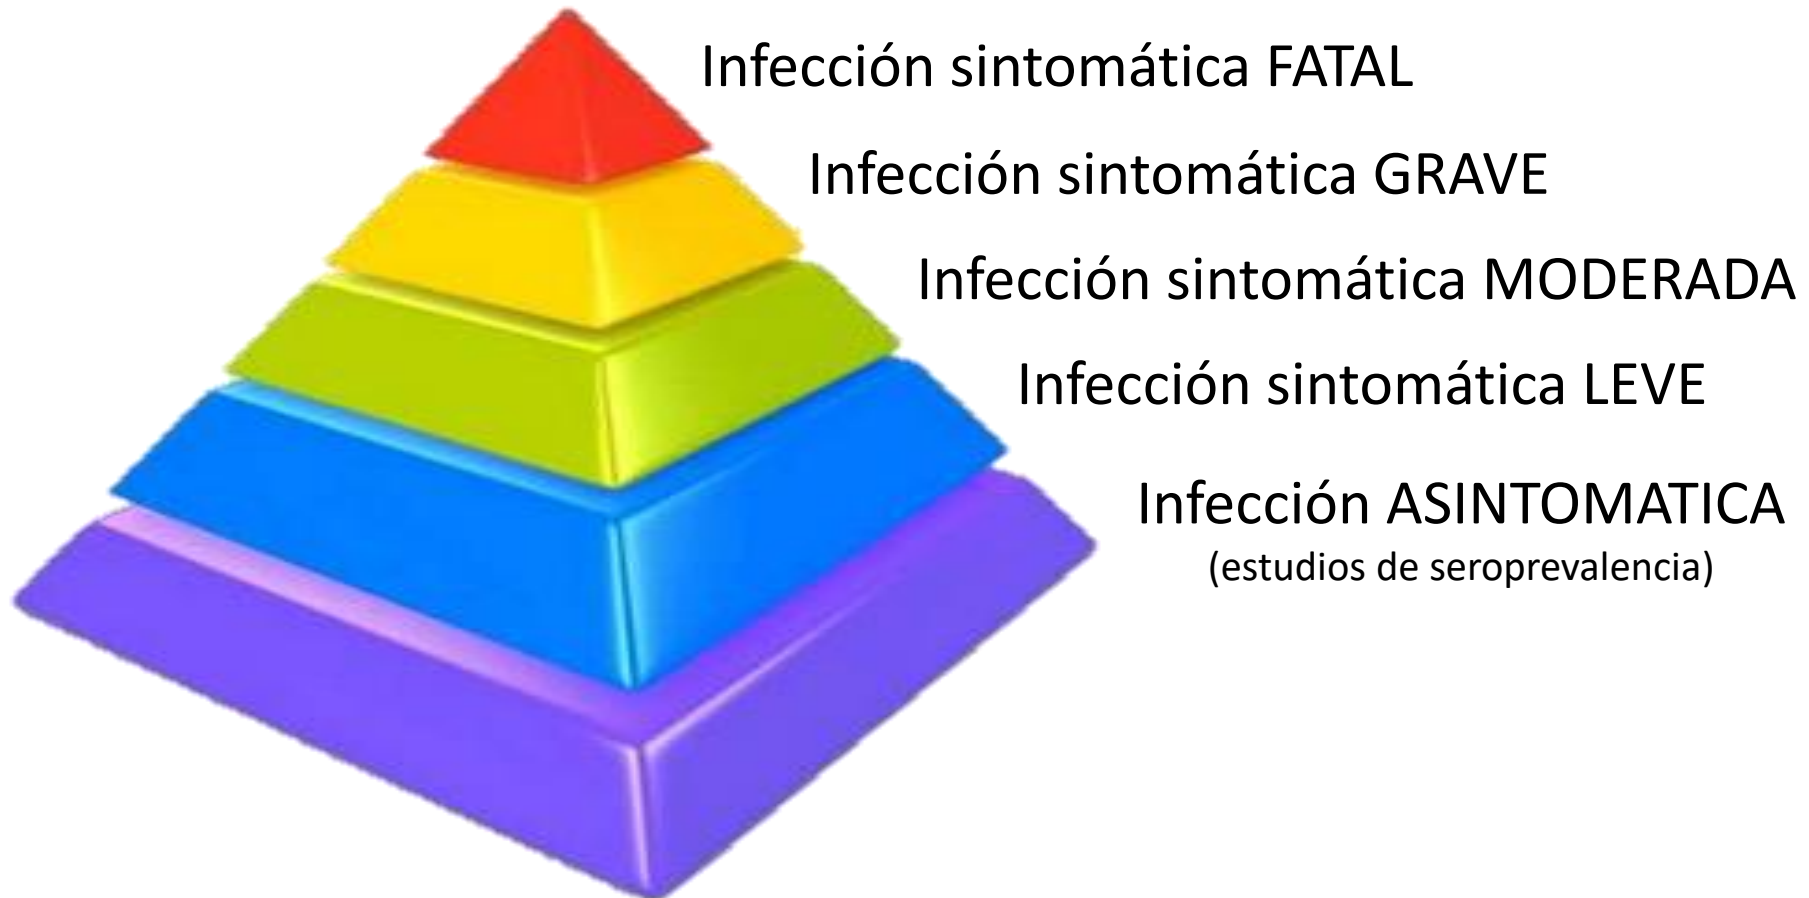 Infección sintomática FATAL
Infección sintomática GRAVE
Infección sintomática MODERADA
Infección sintomática LEVE
Infección ASINTOMATICA
(estudios de seroprevalencia)